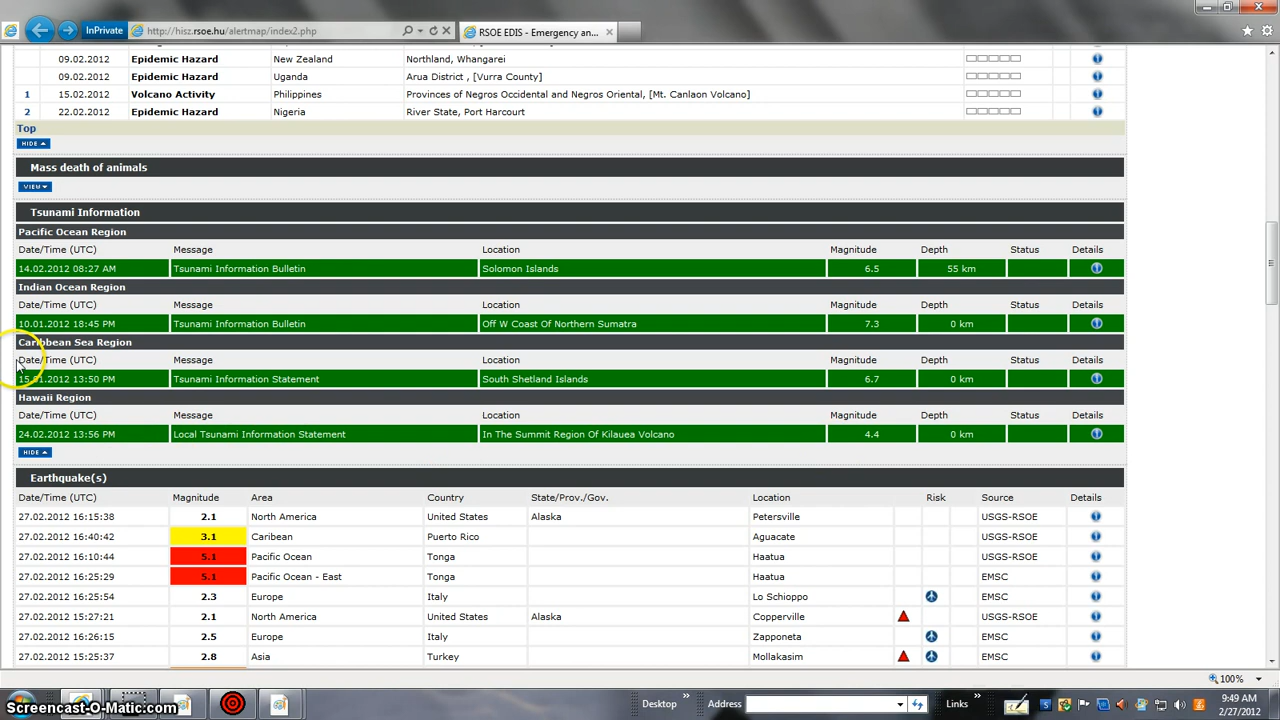 InPrivate http://hisz.rsoe.hu/alertmap/index2.php RSOE EDIS - Emergency an...
09.02.2012 Epidemic Hazard New Zealand Northland, Whangarei
09.02.2012 Epidemic Hazard Uganda Arua District , [Vurra County]
1 15.02.2012 Volcano Activity Philippines Provinces of Negros Occidental and Negros Oriental, [Mt. Canlaon Volcano]
2 22.02.2012 Epidemic Hazard Nigeria River State, Port Harcourt
Top
HIDE
Mass death of animals
VIEW
Tsunami Information
Pacific Ocean Region
Date/Time (UTC) Message Location Magnitude Depth Status Details
14.02.2012 08:27 AM Tsunami Information Bulletin Solomon Islands 6.5 55 km
Indian Ocean Region
Date/Time (UTC) Message Location Magnitude Depth Status Details
10.01.2012 18:45 PM Tsunami Information Bulletin Off W Coast Of Northern Sumatra 7.3 0 km
Caribbean Sea Region
Date/Time (UTC) Message Location Magnitude Depth Status Details
15.01.2012 13:50 PM Tsunami Information Statement South Shetland Islands 6.7 0 km
Hawaii Region
Date/Time (UTC) Message Location Magnitude Depth Status Details
24.02.2012 13:56 PM Local Tsunami Information Statement In The Summit Region Of Kilauea Volcano 4.4 0 km
HIDE
Earthquake(s)
Date/Time (UTC) Magnitude Area Country State/Prov./Gov. Location Risk Source Details
27.02.2012 16:15:38 2.1 North America United States Alaska Petersville USGS-RSOE
27.02.2012 16:40:42 3.1 Caribean Puerto Rico Aguacate USGS-RSOE
27.02.2012 16:10:44 5.1 Pacific Ocean Tonga Haatua USGS-RSOE
27.02.2012 16:25:29 5.1 Pacific Ocean - East Tonga Haatua EMSC
27.02.2012 16:25:54 2.3 Europe Italy Lo Schioppo EMSC
27.02.2012 15:27:21 2.1 North America United States Alaska Copperville USGS-RSOE
27.02.2012 16:26:15 2.5 Europe Italy Zapponeta EMSC
27.02.2012 15:25:37 2.8 Asia Turkey Mollakasim EMSC
100%
Screencast-O-Matic.com Desktop » Address Links » 9:49 AM
2/27/2012